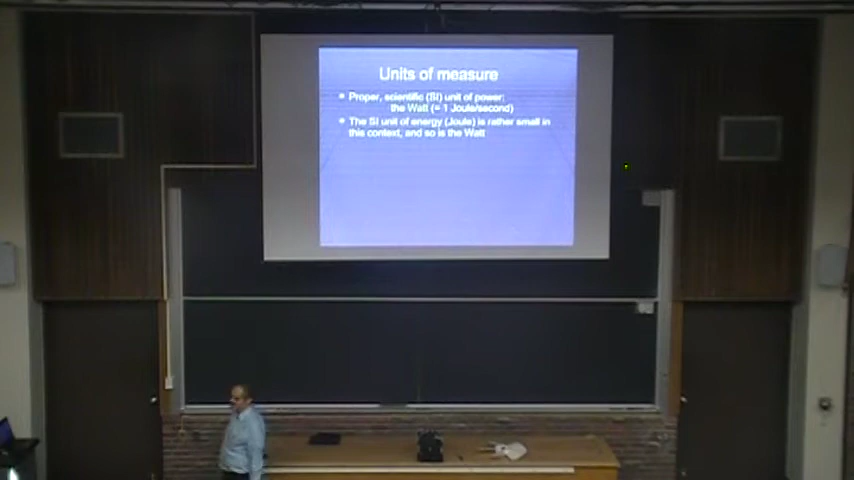 Units of measure
Proper, scientific (SI) unit of power:
the Watt (= 1 Joule/second)
The SI unit of energy (Joule) is rather small in
this context, and so is the Watt